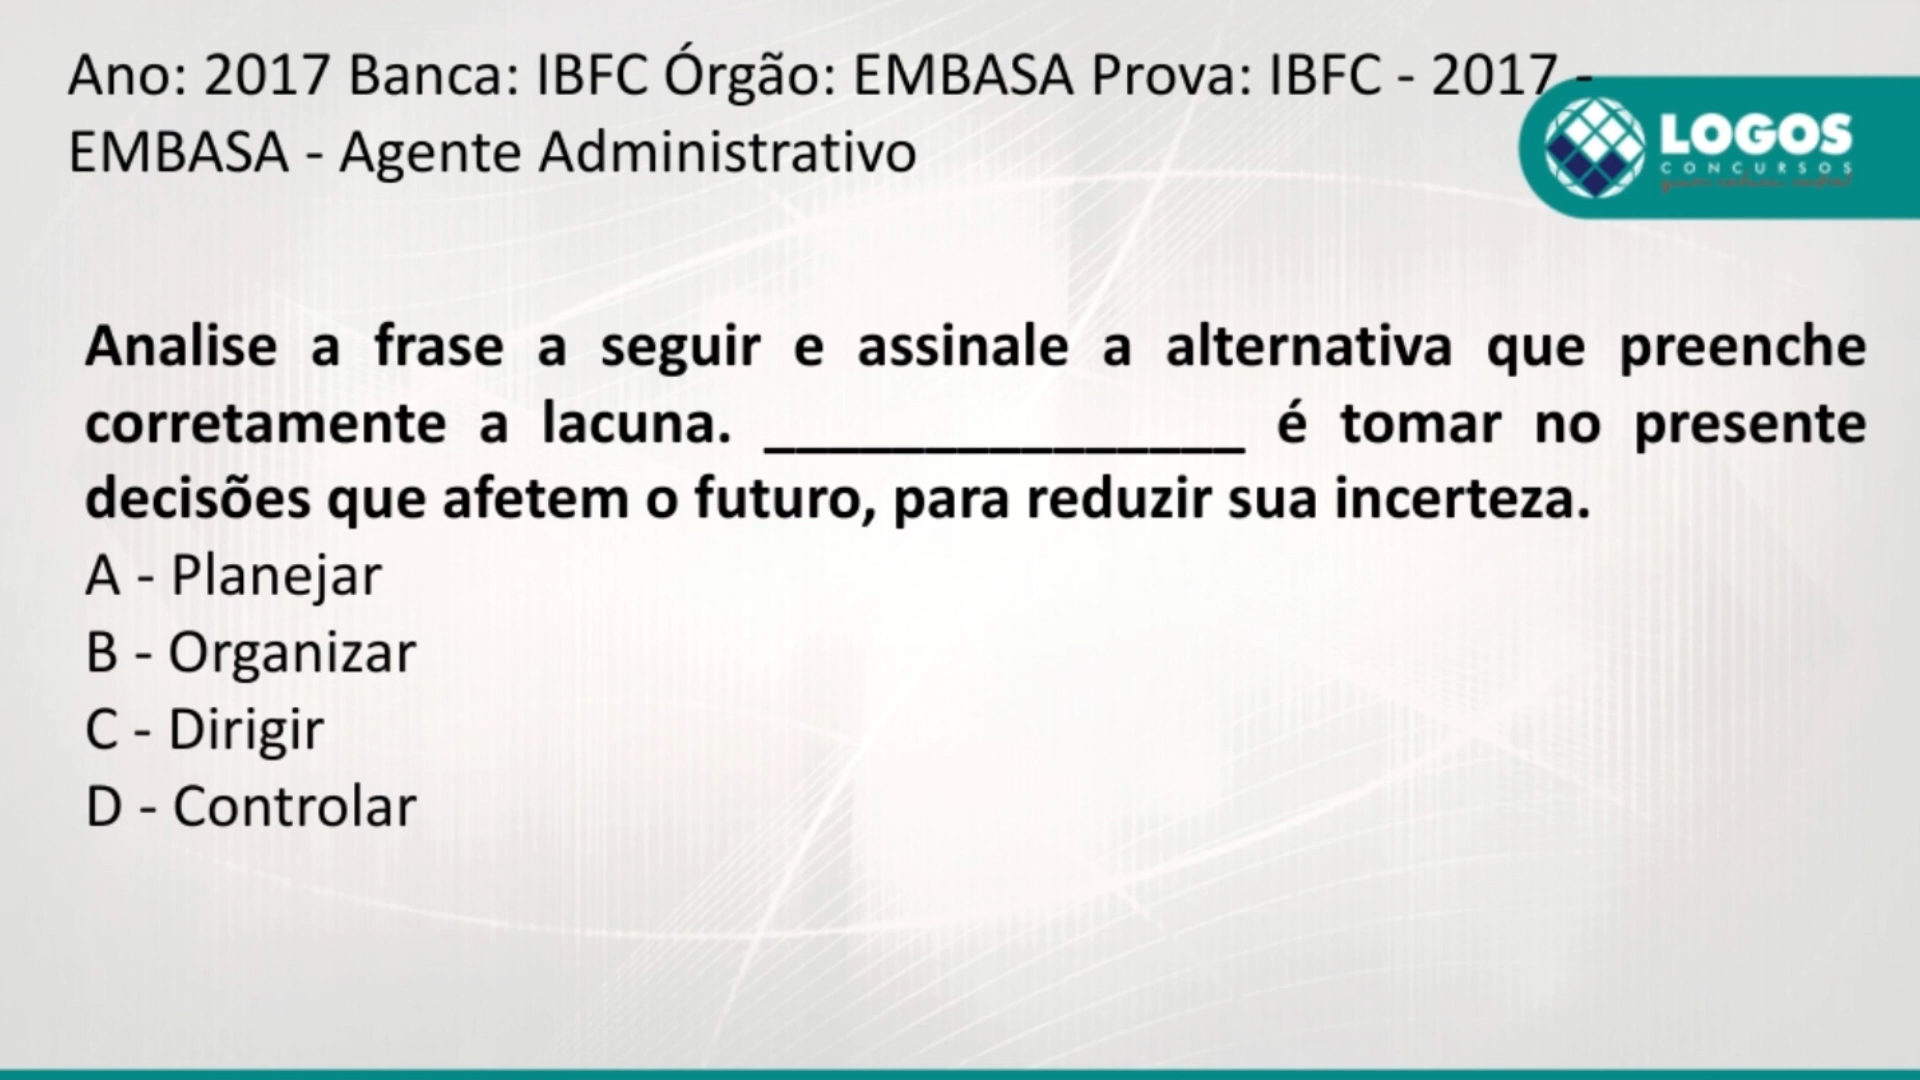 Ano: 2017 Banca: IBFC Órgão: EMBASA Prova: IBFC - 2017 -
EMBASA - Agente Administrativo
LOGOS
CONCURSOS
Analise a frase a seguir e assinale a alternativa que preenche
corretamente a lacuna. _______________ é tomar no presente
decisões que afetem o futuro, para reduzir sua incerteza.
A - Planejar
B - Organizar
C - Dirigir
D - Controlar